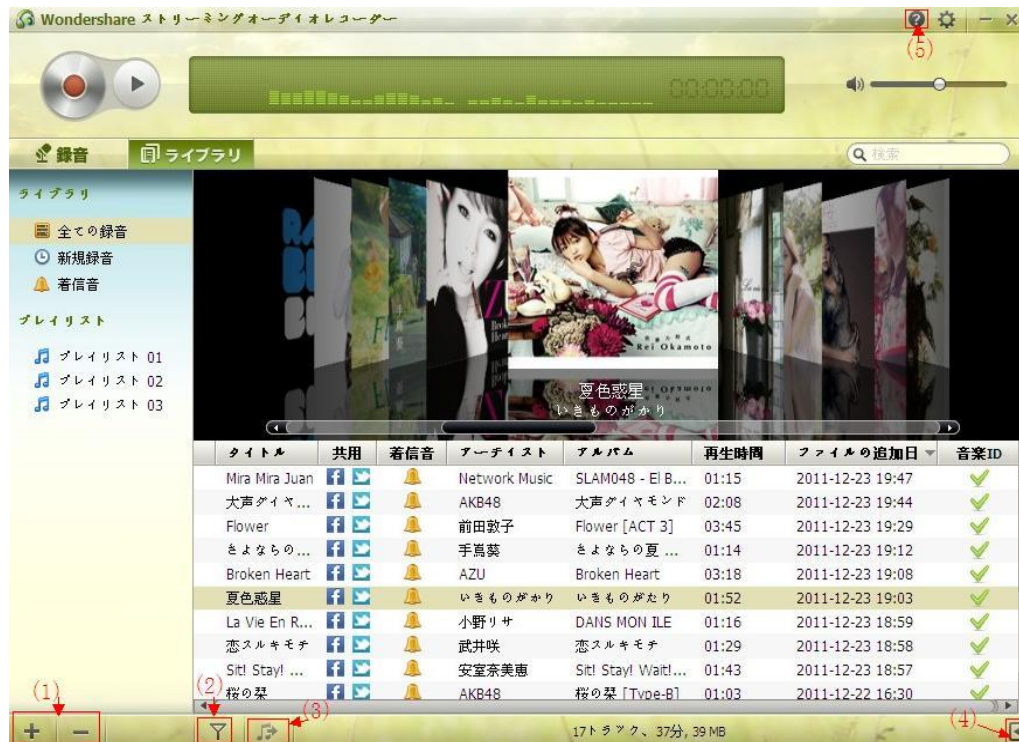 Wondershare ストリーミングオーディオレコーダー
(5)
00:00:00
録音 ライブラリ 検索
ライブラリ
全ての録音
新規録音
着信音
プレイリスト
プレイリスト 01
プレイリスト 02
プレイリスト 03
Rei Okamoto
夏色惑星
いきものがかり
タイトル 共用 着信音 アーティスト アルバム 再生時間 ファイルの追加日 音楽ID
Mira Mira Juan Network Music SLAM048 - El B... 01:15 2011-12-23 19:47
大声ダイヤ... AKB48 大声ダイヤモンド 02:08 2011-12-23 19:44
Flower 前田敦子 Flower [ACT 3] 03:45 2011-12-23 19:29
さよならの... 手嶌葵 さよならの夏 ... 01:14 2011-12-23 19:12
Broken Heart AZU Broken Heart 03:18 2011-12-23 19:08
夏色惑星 いきものがかり いきものがたり 01:52 2011-12-23 19:03
La Vie En R... 小野リサ DANS MON ILE 01:16 2011-12-23 18:59
恋スルキモチ 武井咲 恋スルキモチ 01:29 2011-12-23 18:58
Sit! Stay! ... 安室奈美恵 Sit! Stay! Wait!... 01:43 2011-12-23 18:57
桜の栞 AKB48 桜の栞 [Type-B] 01:03 2011-12-22 16:30
(1) (2) (3) (4)
17トラック、37分, 39 MB